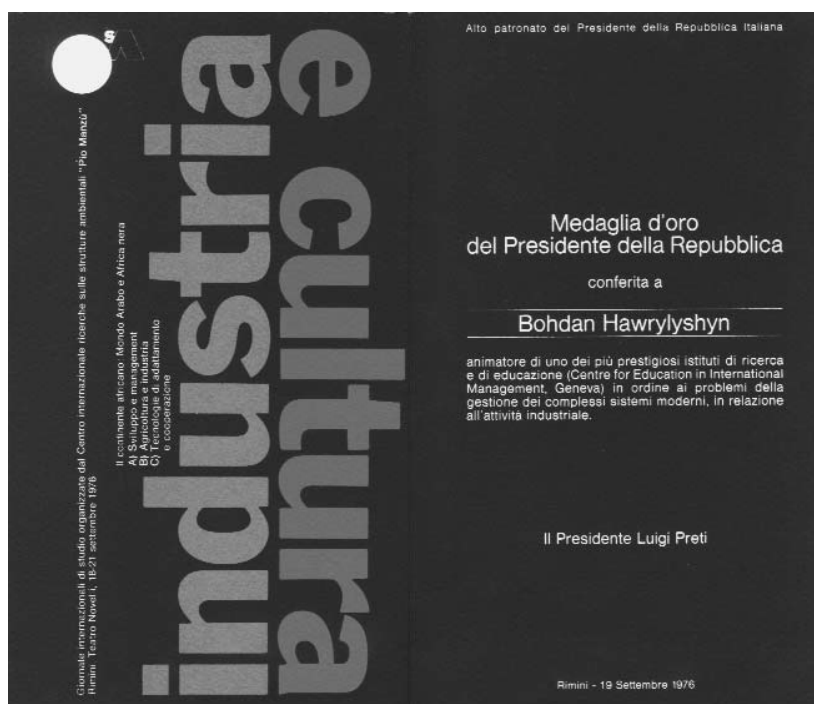 Giornate internazionali di studio organizzate dal Centro internazionale ricerche sulle strutture ambientali "Pio Manzù"
Rimini. Teatro Novelli, 18-21 settembre 1976
Il continente africano: Mondo Arabo e Africa nera
A) Sviluppo e management
B) Agricoltura e industria
C) Tecnologie di adattamento
e cooperazione
industria
e cultura
Alto patronato del Presidente della Repubblica Italiana
Medaglia d'oro
del Presidente della Repubblica
conferita a
Bohdan Hawrylyshyn
animatore di uno dei più prestigiosi istituti di ricerca
e di educazione (Centre for Education in International
Management, Geneva) in ordine ai problemi della
gestione dei complessi sistemi moderni, in relazione
all'attività industriale.
Il Presidente Luigi Preti
Rimini - 19 Settembre 1976